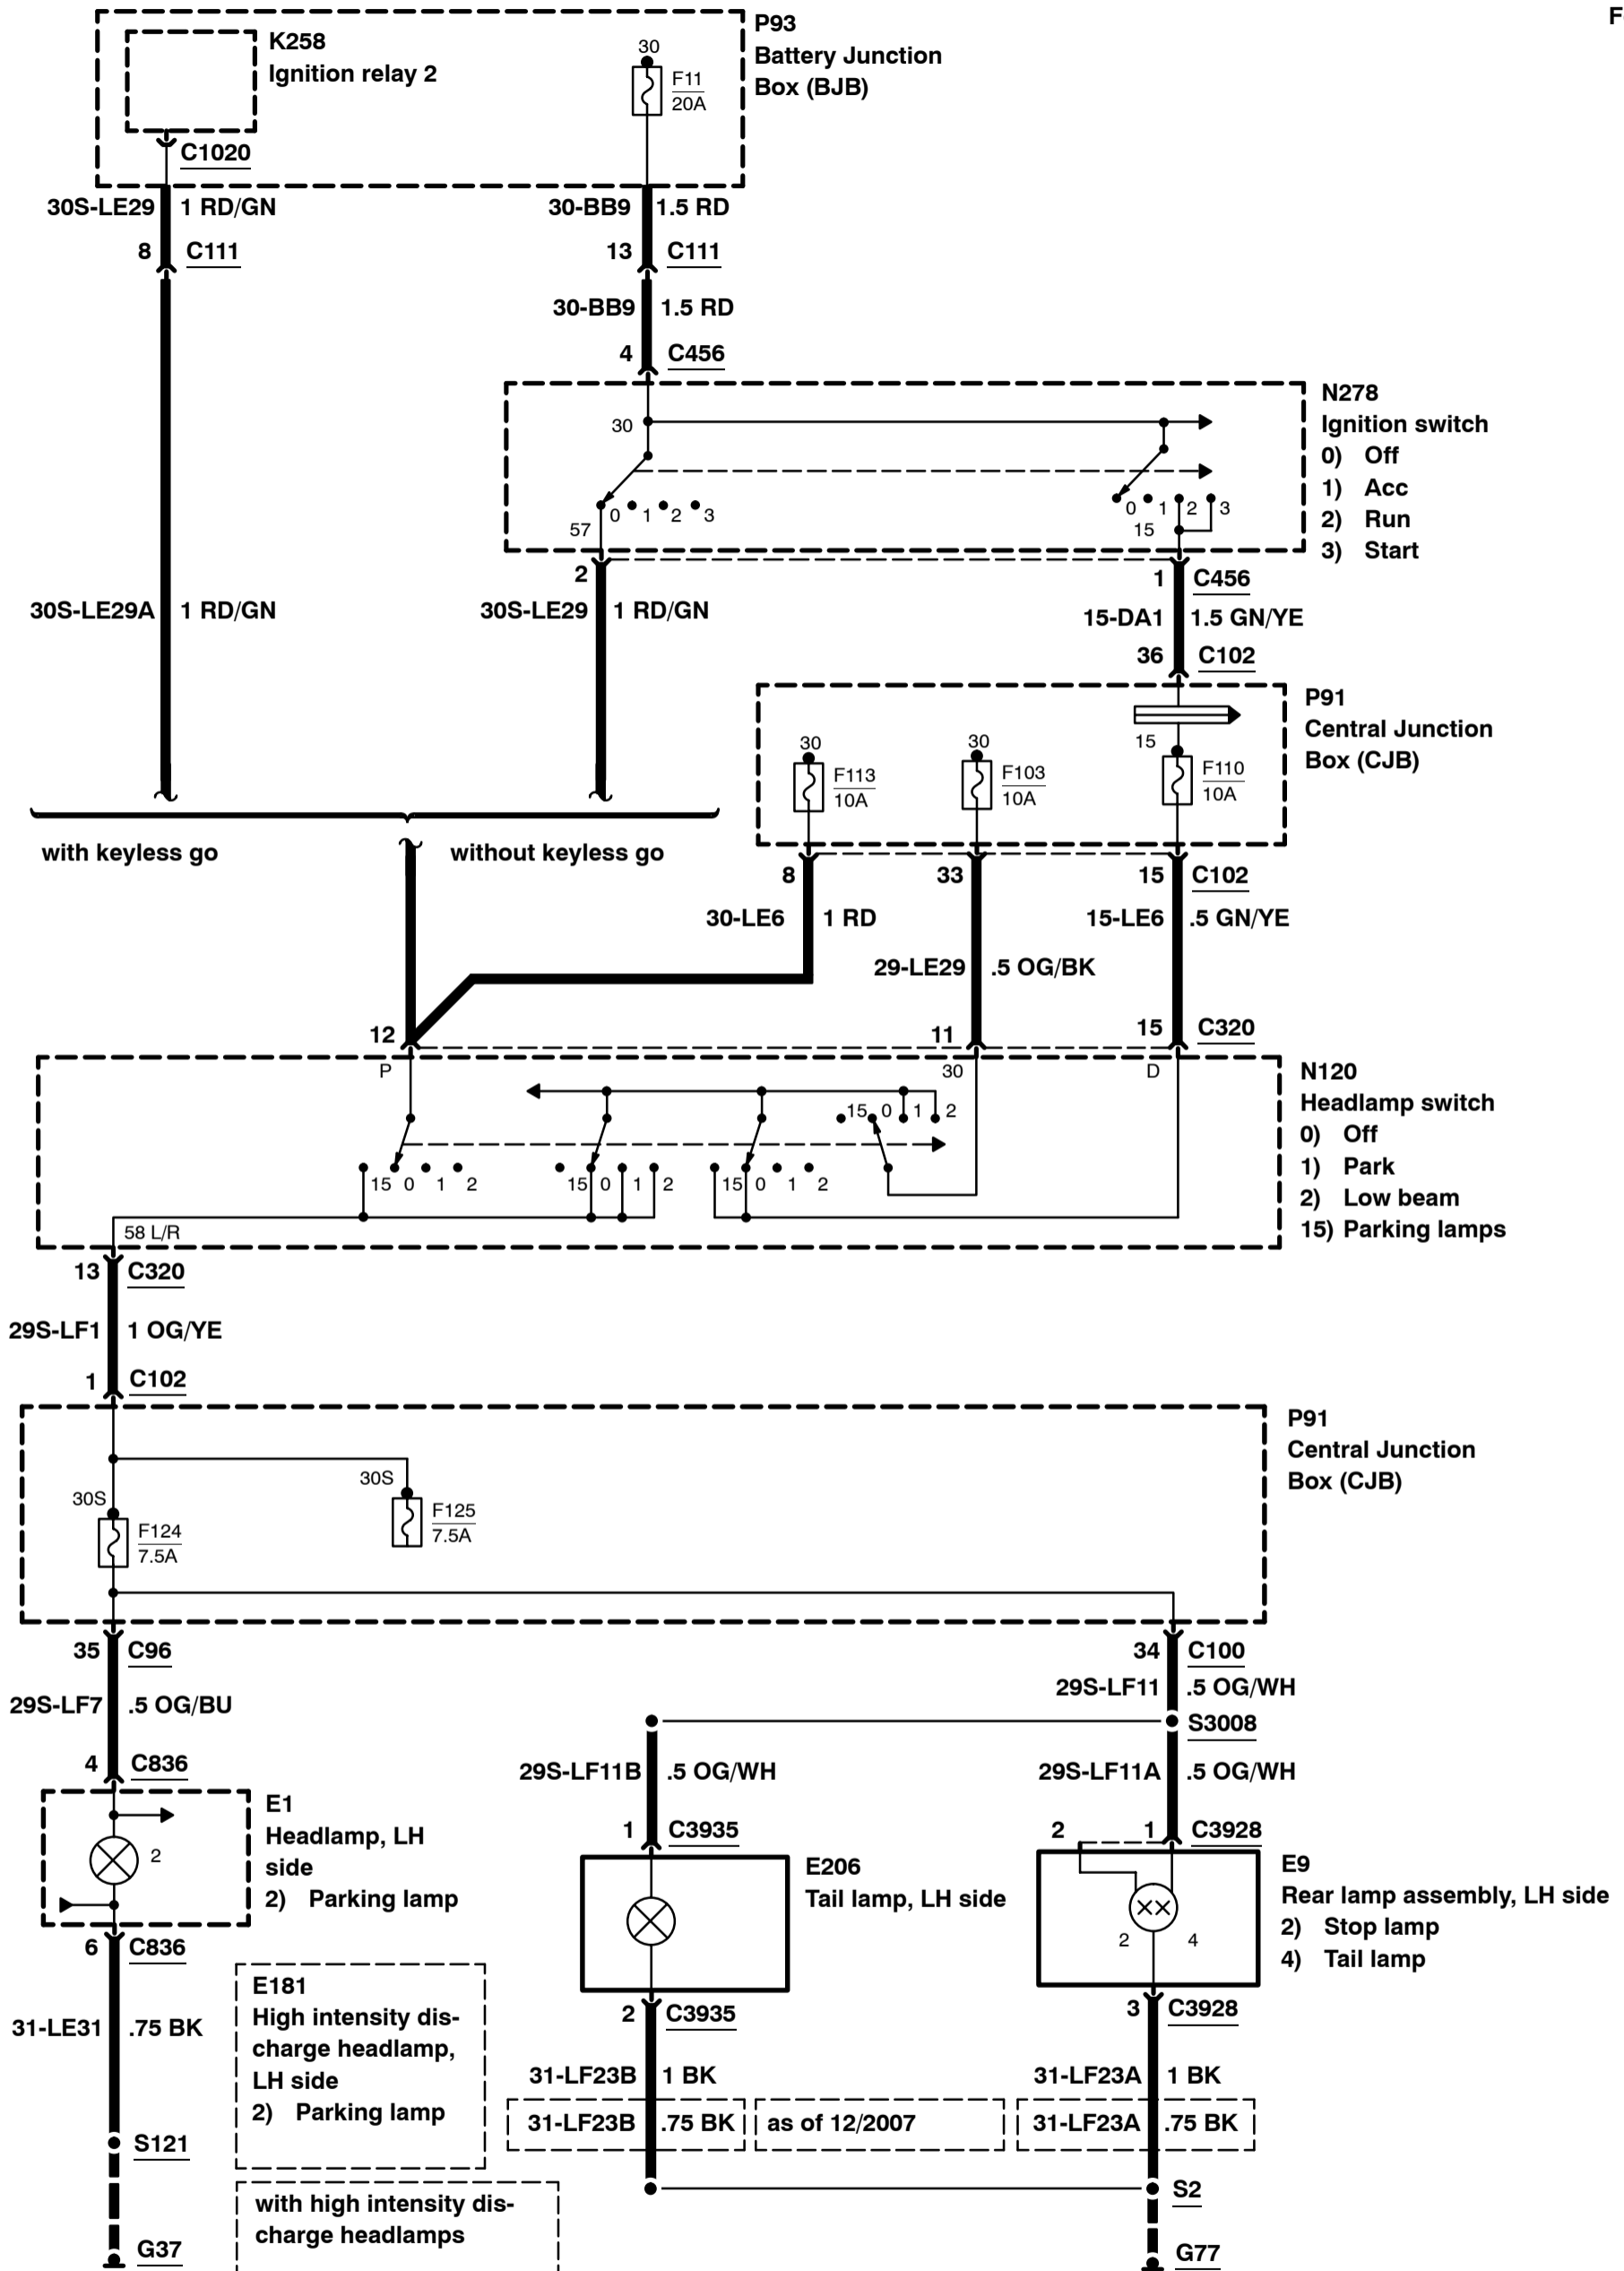 F
P93
Battery Junction
Box (BJB)
K258
Ignition relay 2
C1020
30
F11
20A
30S-LE29 1 RD/GN
8 C111
30-BB9 1.5 RD
13 C111
30-BB9 1.5 RD
4 C456
N278
Ignition switch
0) Off
1) Acc
2) Run
3) Start
30
0 1 2 3
57
0 1 2 3
15
2
1 C456
30S-LE29A 1 RD/GN
30S-LE29 1 RD/GN
15-DA1 1.5 GN/YE
36 C102
P91
Central Junction
Box (CJB)
30
F113
10A
30
F103
10A
15
F110
10A
with keyless go
without keyless go
8
33
15 C102
30-LE6 1 RD
15-LE6 .5 GN/YE
29-LE29 .5 OG/BK
12
11
15 C320
P
30
D
N120
Headlamp switch
0) Off
1) Park
2) Low beam
15) Parking lamps
15 0 1 2
15 0 1 2
15 0 1 2
15 0 1 2
58 L/R
13 C320
29S-LF1 1 OG/YE
1 C102
P91
Central Junction
Box (CJB)
30S
F125
7.5A
30S
F124
7.5A
35 C96
34 C100
29S-LF7 .5 OG/BU
29S-LF11 .5 OG/WH
S3008
4 C836
29S-LF11B .5 OG/WH
29S-LF11A .5 OG/WH
E1
Headlamp, LH
side
2) Parking lamp
2
1 C3935
2 1 C3928
E206
Tail lamp, LH side
E9
Rear lamp assembly, LH side
2) Stop lamp
4) Tail lamp
2 4
6 C836
31-LE31 .75 BK
E181
High intensity dis-
charge headlamp,
LH side
2) Parking lamp
2 C3935
3 C3928
31-LF23B 1 BK
31-LF23A 1 BK
31-LF23B .75 BK
as of 12/2007
31-LF23A .75 BK
S121
S2
with high intensity dis-
charge headlamps
G37
G77